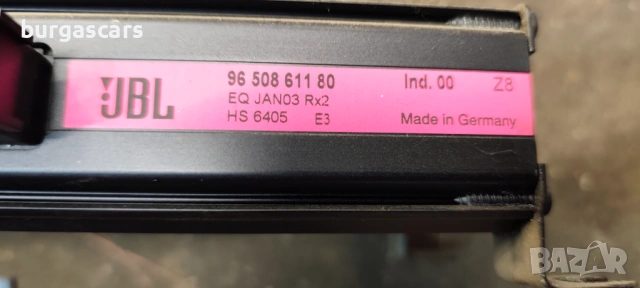 burgascars
JBL
96 508 611 80 Ind. 00 Z8
EQ JAN03 Rx2
HS 6405 E3 Made in Germany
BAZAR